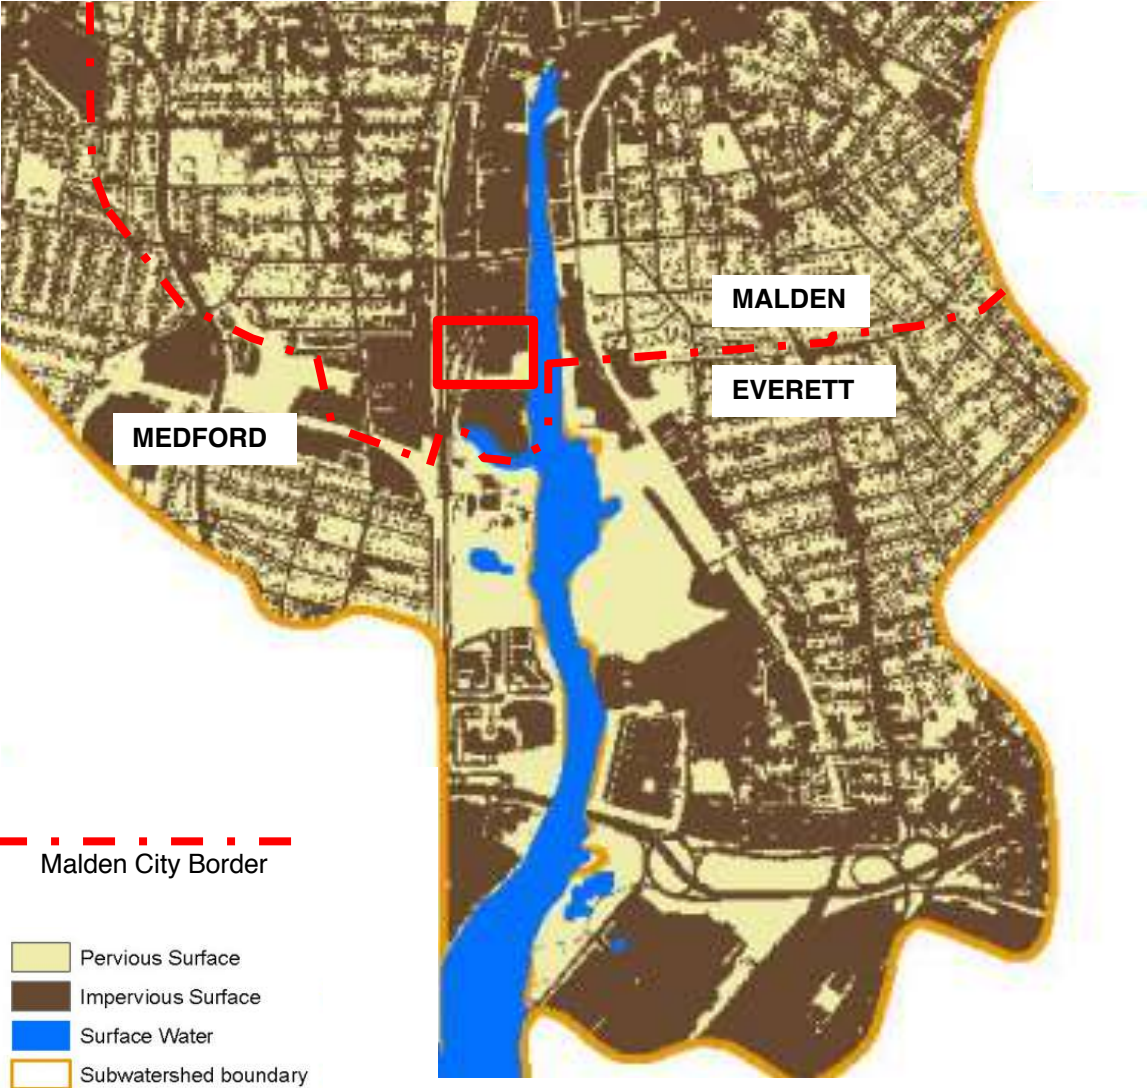 MALDEN
EVERETT
MEDFORD
Malden City Border
Pervious Surface
Impervious Surface
Surface Water
Subwatershed boundary